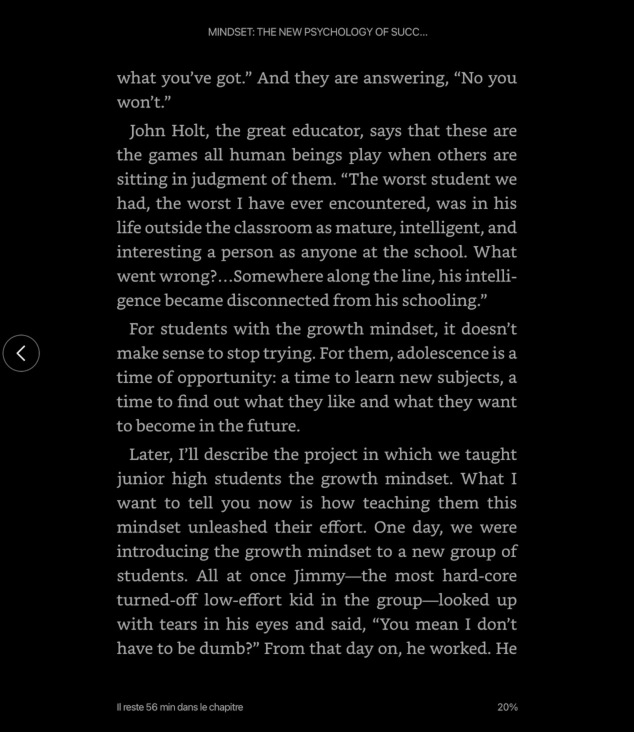 MINDSET: THE NEW PSYCHOLOGY OF SUCC...
what you’ve got.” And they are answering, “No you
won’t.”
John Holt, the great educator, says that these are
the games all human beings play when others are
sitting in judgment of them. “The worst student we
had, the worst I have ever encountered, was in his
life outside the classroom as mature, intelligent, and
interesting a person as anyone at the school. What
went wrong?…Somewhere along the line, his intelli-
gence became disconnected from his schooling.”
For students with the growth mindset, it doesn’t
make sense to stop trying. For them, adolescence is a
time of opportunity: a time to learn new subjects, a
time to find out what they like and what they want
to become in the future.
Later, I’ll describe the project in which we taught
junior high students the growth mindset. What I
want to tell you now is how teaching them this
mindset unleashed their effort. One day, we were
introducing the growth mindset to a new group of
students. All at once Jimmy—the most hard-core
turned-off low-effort kid in the group—looked up
with tears in his eyes and said, “You mean I don’t
have to be dumb?” From that day on, he worked. He
Il reste 56 min dans le chapitre
20%